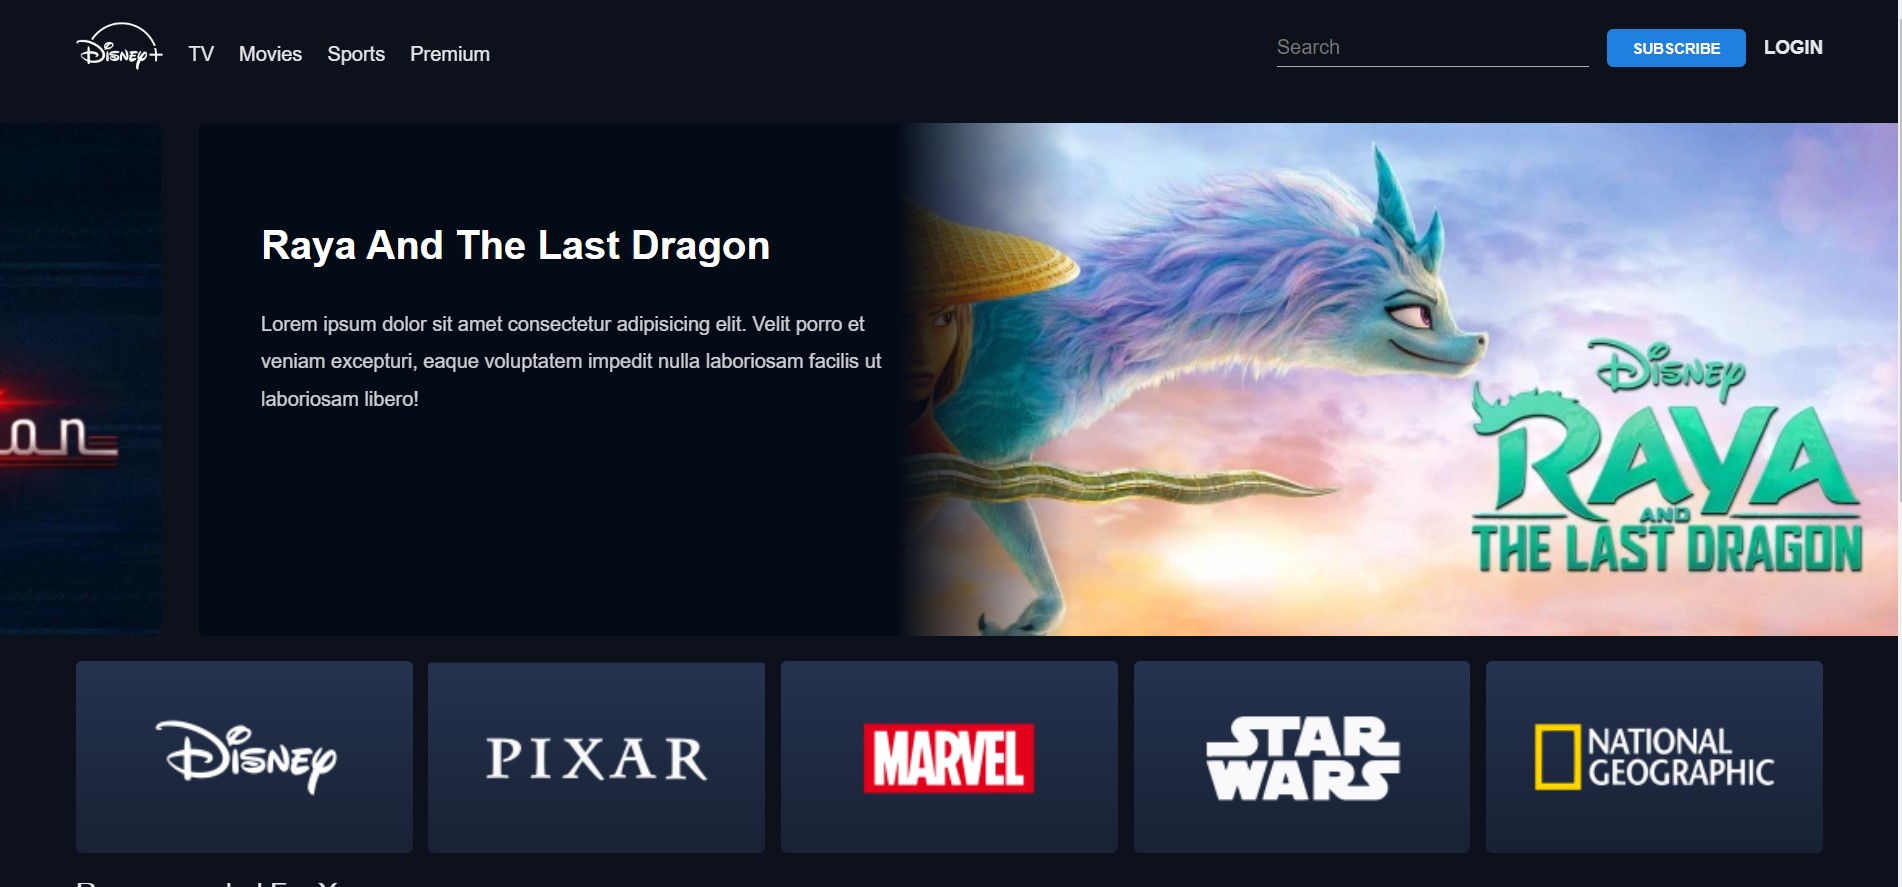 Disney+ TV Movies Sports Premium Search SUBSCRIBE LOGIN
Raya And The Last Dragon
Lorem ipsum dolor sit amet consectetur adipisicing elit. Velit porro et
veniam excepturi, eaque voluptatem impedit nulla laboriosam facilis ut
laboriosam libero!
Disney
RAYA
AND
THE LAST DRAGON
Disney
PIXAR
MARVEL
STAR
WARS
NATIONAL
GEOGRAPHIC